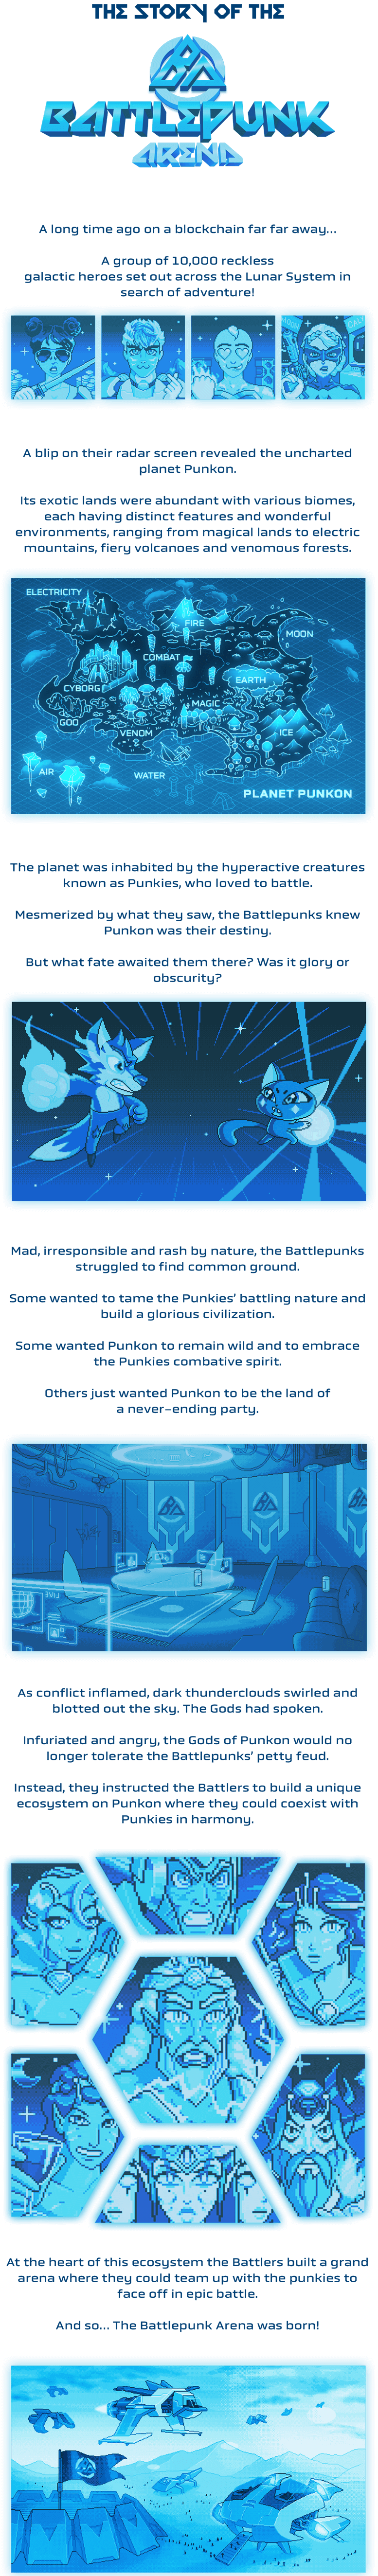 THE STORY OF THE
BATTLEPUNK
ARENA
A long time ago on a blockchain far far away...
A group of 10,000 reckless
galactic heroes set out across the Lunar System in
search of adventure!
A blip on their radar screen revealed the uncharted
planet Punkon.
Its exotic lands were abundant with various biomes,
each having distinct features and wonderful
environments, ranging from magical lands to electric
mountains, fiery volcanoes and venomous forests.
ELECTRICITY
FIRE
MOON
COMBAT
EARTH
CYBORG
MAGIC
GOO
VENOM
ICE
AIR
WATER
PLANET PUNKON
The planet was inhabited by the hyperactive creatures
known as Punkies, who loved to battle.
Mesmerized by what they saw, the Battlepunks knew
Punkon was their destiny.
But what fate awaited them there? Was it glory or
obscurity?
Mad, irresponsible and rash by nature, the Battlepunks
struggled to find common ground.
Some wanted to tame the Punkies' battling nature and
build a glorious civilization.
Some wanted Punkon to remain wild and to embrace
the Punkies combative spirit.
Others just wanted Punkon to be the land of
a never-ending party.
LIVE
As conflict inflamed, dark thunderclouds swirled and
blotted out the sky. The Gods had spoken.
Infuriated and angry, the Gods of Punkon would no
longer tolerate the Battlepunks' petty feud.
Instead, they instructed the Battlers to build a unique
ecosystem on Punkon where they could coexist with
Punkies in harmony.
At the heart of this ecosystem the Battlers built a grand
arena where they could team up with the punkies to
face off in epic battle.
And so... The Battlepunk Arena was born!